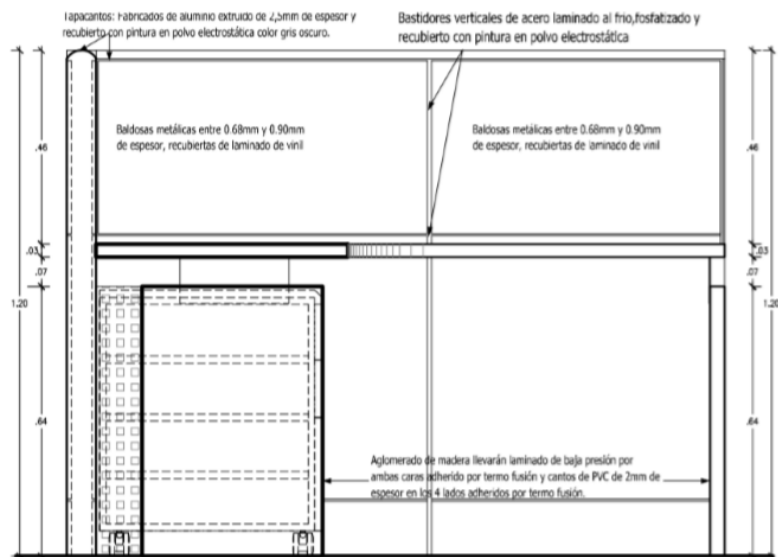 Tapacantos: Fabricados de aluminio extruido de 2,5mm de espesor y
recubierto con pintura en polvo electrostática color gris oscuro.
Bastidores verticales de acero laminado al frio,fosfatizado y
recubierto con pintura en polvo electrostática
Baldosas metálicas entre 0.68mm y 0.90mm
de espesor, recubiertas de laminado de vinil
Baldosas metálicas entre 0.68mm y 0.90mm
de espesor, recubiertas de laminado de vinil
.46
.46
.03
.03
.07
.07
1.20
1.20
.64
.64
Aglomerado de madera llevarán laminado de baja presión por
ambas caras adherido por termo fusión y cantos de PVC de 2mm de
espesor en los 4 lados adheridos por termo fusión.